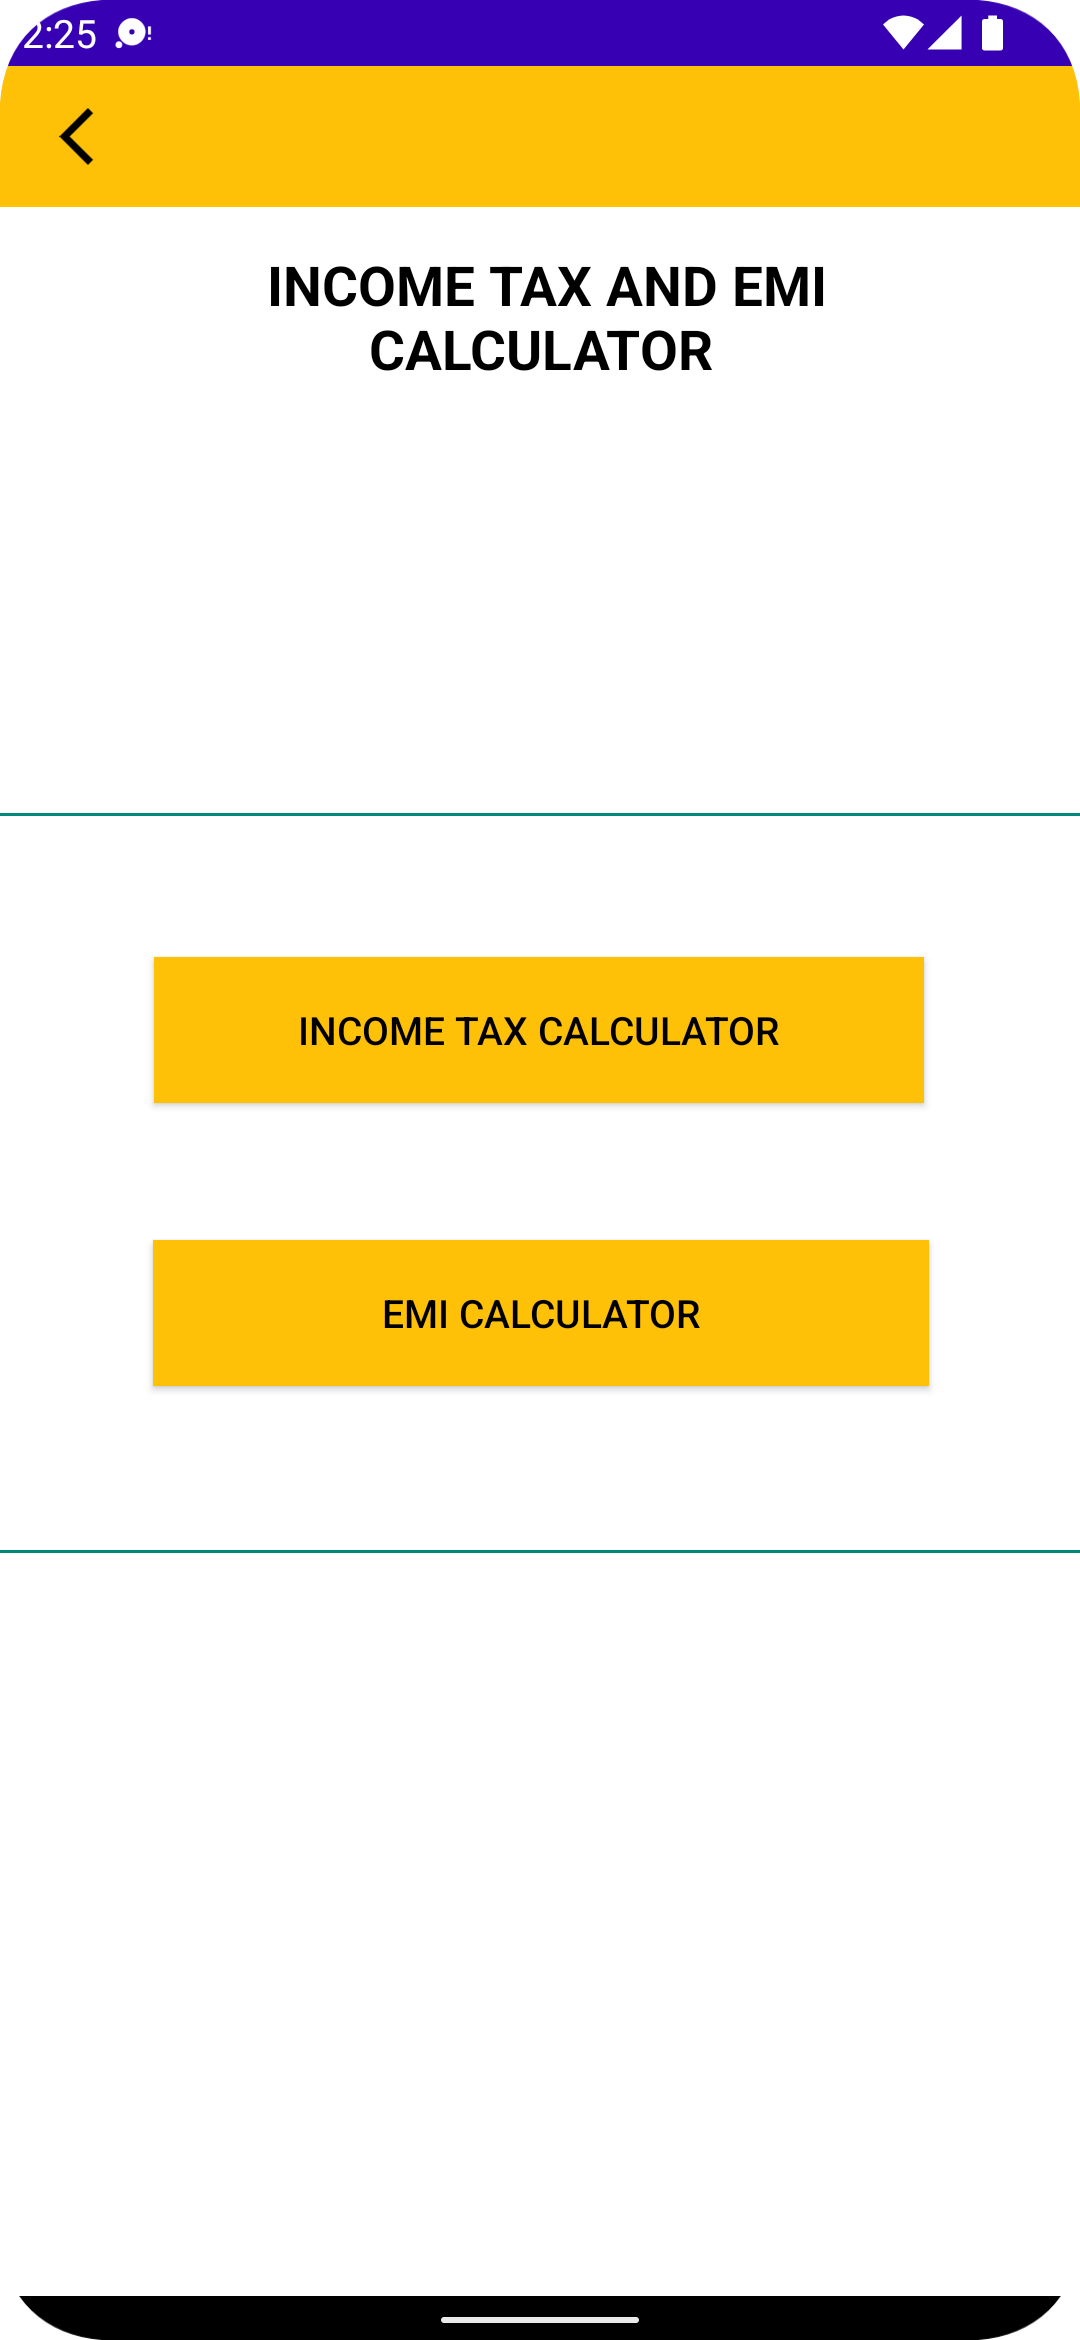 2:25
INCOME TAX AND EMI
CALCULATOR
INCOME TAX CALCULATOR
EMI CALCULATOR